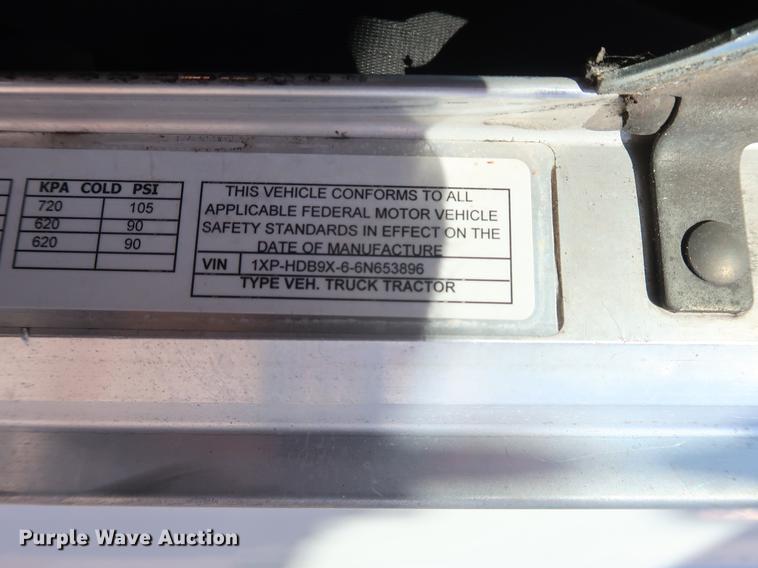 KPA COLD PSI
720 105
620 90
620 90
THIS VEHICLE CONFORMS TO ALL
APPLICABLE FEDERAL MOTOR VEHICLE
SAFETY STANDARDS IN EFFECT ON THE
DATE OF MANUFACTURE
VIN 1XP-HDB9X-6-6N653896
TYPE VEH. TRUCK TRACTOR
Purple Wave Auction